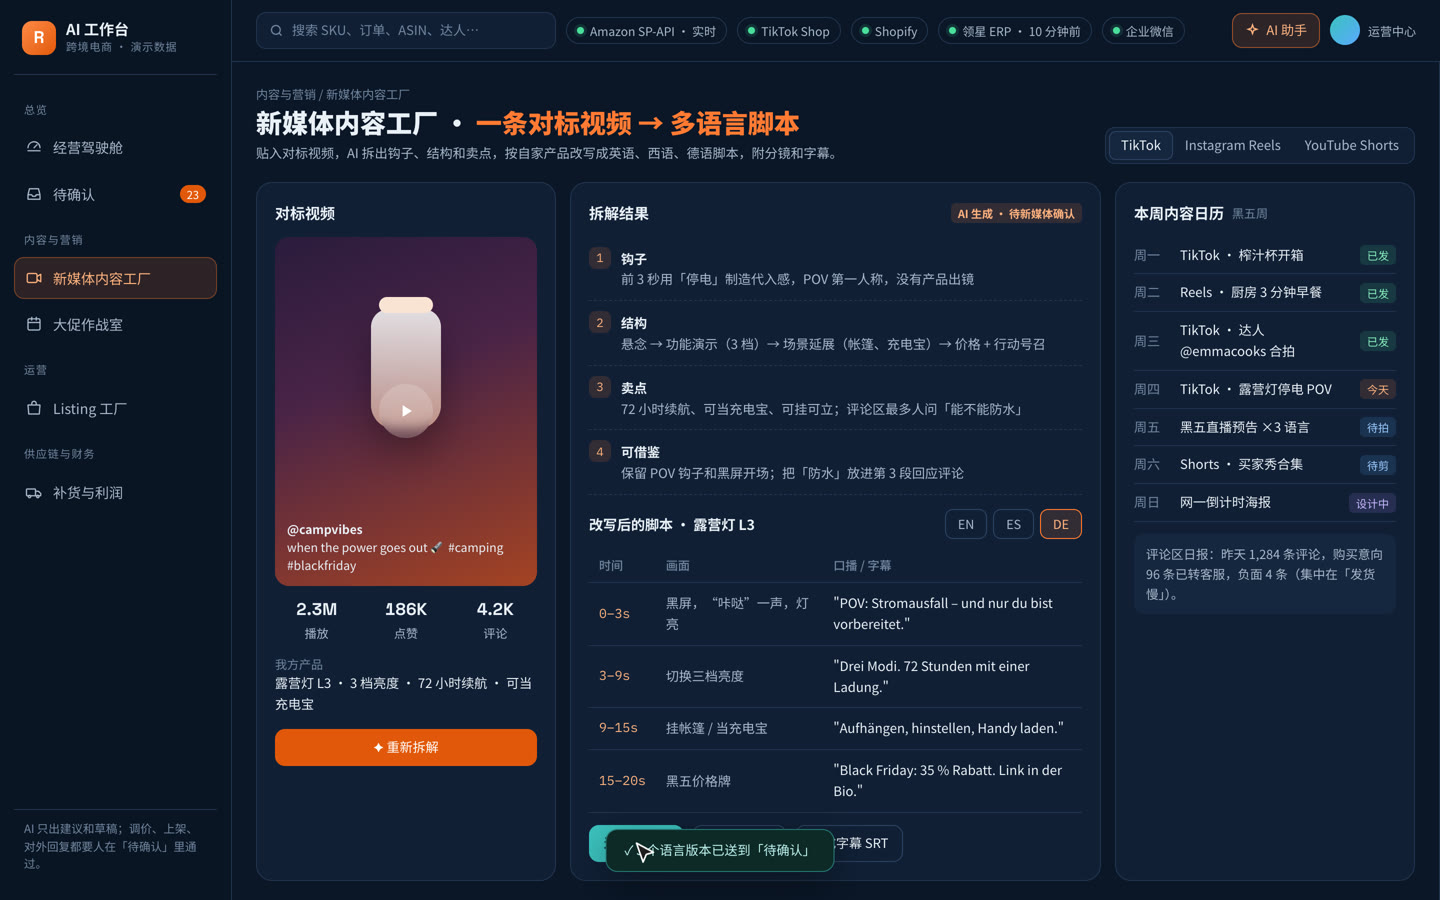 R
AI 工作台
跨境电商 · 演示数据
总览
经营驾驶舱
待确认
23
内容与营销
新媒体内容工厂
大促作战室
运营
Listing 工厂
供应链与财务
补货与利润
AI 只出建议和草稿；调价、上架、
对外回复都要人在「待确认」里通
过。
搜索 SKU、订单、ASIN、达人…
Amazon SP-API · 实时
TikTok Shop
Shopify
领星 ERP · 10 分钟前
企业微信
AI 助手
运营中心
内容与营销 / 新媒体内容工厂
新媒体内容工厂 · 一条对标视频 → 多语言脚本
贴入对标视频，AI 拆出钩子、结构和卖点，按自家产品改写成英语、西语、德语脚本，附分镜和字幕。
TikTok
Instagram Reels
YouTube Shorts
对标视频
@campvibes
when the power goes out 🔦 #camping
#blackfriday
2.3M
186K
4.2K
播放
点赞
评论
我方产品
露营灯 L3 · 3 档亮度 · 72 小时续航 · 可当
充电宝
✦ 重新拆解
拆解结果
AI 生成 · 待新媒体确认
1
钩子
前 3 秒用「停电」制造代入感，POV 第一人称，没有产品出镜
2
结构
悬念 → 功能演示（3 档）→ 场景延展（帐篷、充电宝）→ 价格 + 行动号召
3
卖点
72 小时续航、可当充电宝、可挂可立；评论区最多人问「能不能防水」
4
可借鉴
保留 POV 钩子和黑屏开场；把「防水」放进第 3 段回应评论
改写后的脚本 · 露营灯 L3
EN
ES
DE
时间
画面
口播 / 字幕
0–3s
黑屏，“咔哒”一声，灯
亮
"POV: Stromausfall – und nur du bist
vorbereitet."
3–9s
切换三档亮度
"Drei Modi. 72 Stunden mit einer
Ladung."
9–15s
挂帐篷 / 当充电宝
"Aufhängen, hinstellen, Handy laden."
15–20s
黑五价格牌
"Black Friday: 35 % Rabatt. Link in der
Bio."
✓ 个语言版本已送到「待确认」
字幕 SRT
本周内容日历
黑五周
周一
TikTok · 榨汁杯开箱
已发
周二
Reels · 厨房 3 分钟早餐
已发
周三
TikTok · 达人
@emmacooks 合拍
已发
周四
TikTok · 露营灯停电 POV
今天
周五
黑五直播预告 ×3 语言
待拍
周六
Shorts · 买家秀合集
待剪
周日
网一倒计时海报
设计中
评论区日报：昨天 1,284 条评论，购买意向
96 条已转客服，负面 4 条（集中在「发货
慢」）。